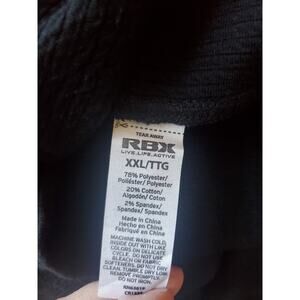 TEAR AWAY
RBX
LIVE.LIFE.ACTIVE
XXL/TTG
78% Polyester/
Poliéster/ Polyester
20% Cotton/
Algodón/ Coton
2% Spandex/
Spandex/ Spandex
Made in China
Hecho en China
Fabriqué en China
MACHINE WASH COLD,
INSIDE OUT WITH LIKE
COLORS ON DELICATE
CYCLE. DO NOT USE
BLEACH OR FABRIC
SOFTENERS. DO NOT DRY
CLEAN. TUMBLE DRY LOW
REMOVE PROMPTLY.
DO NOT IRON.